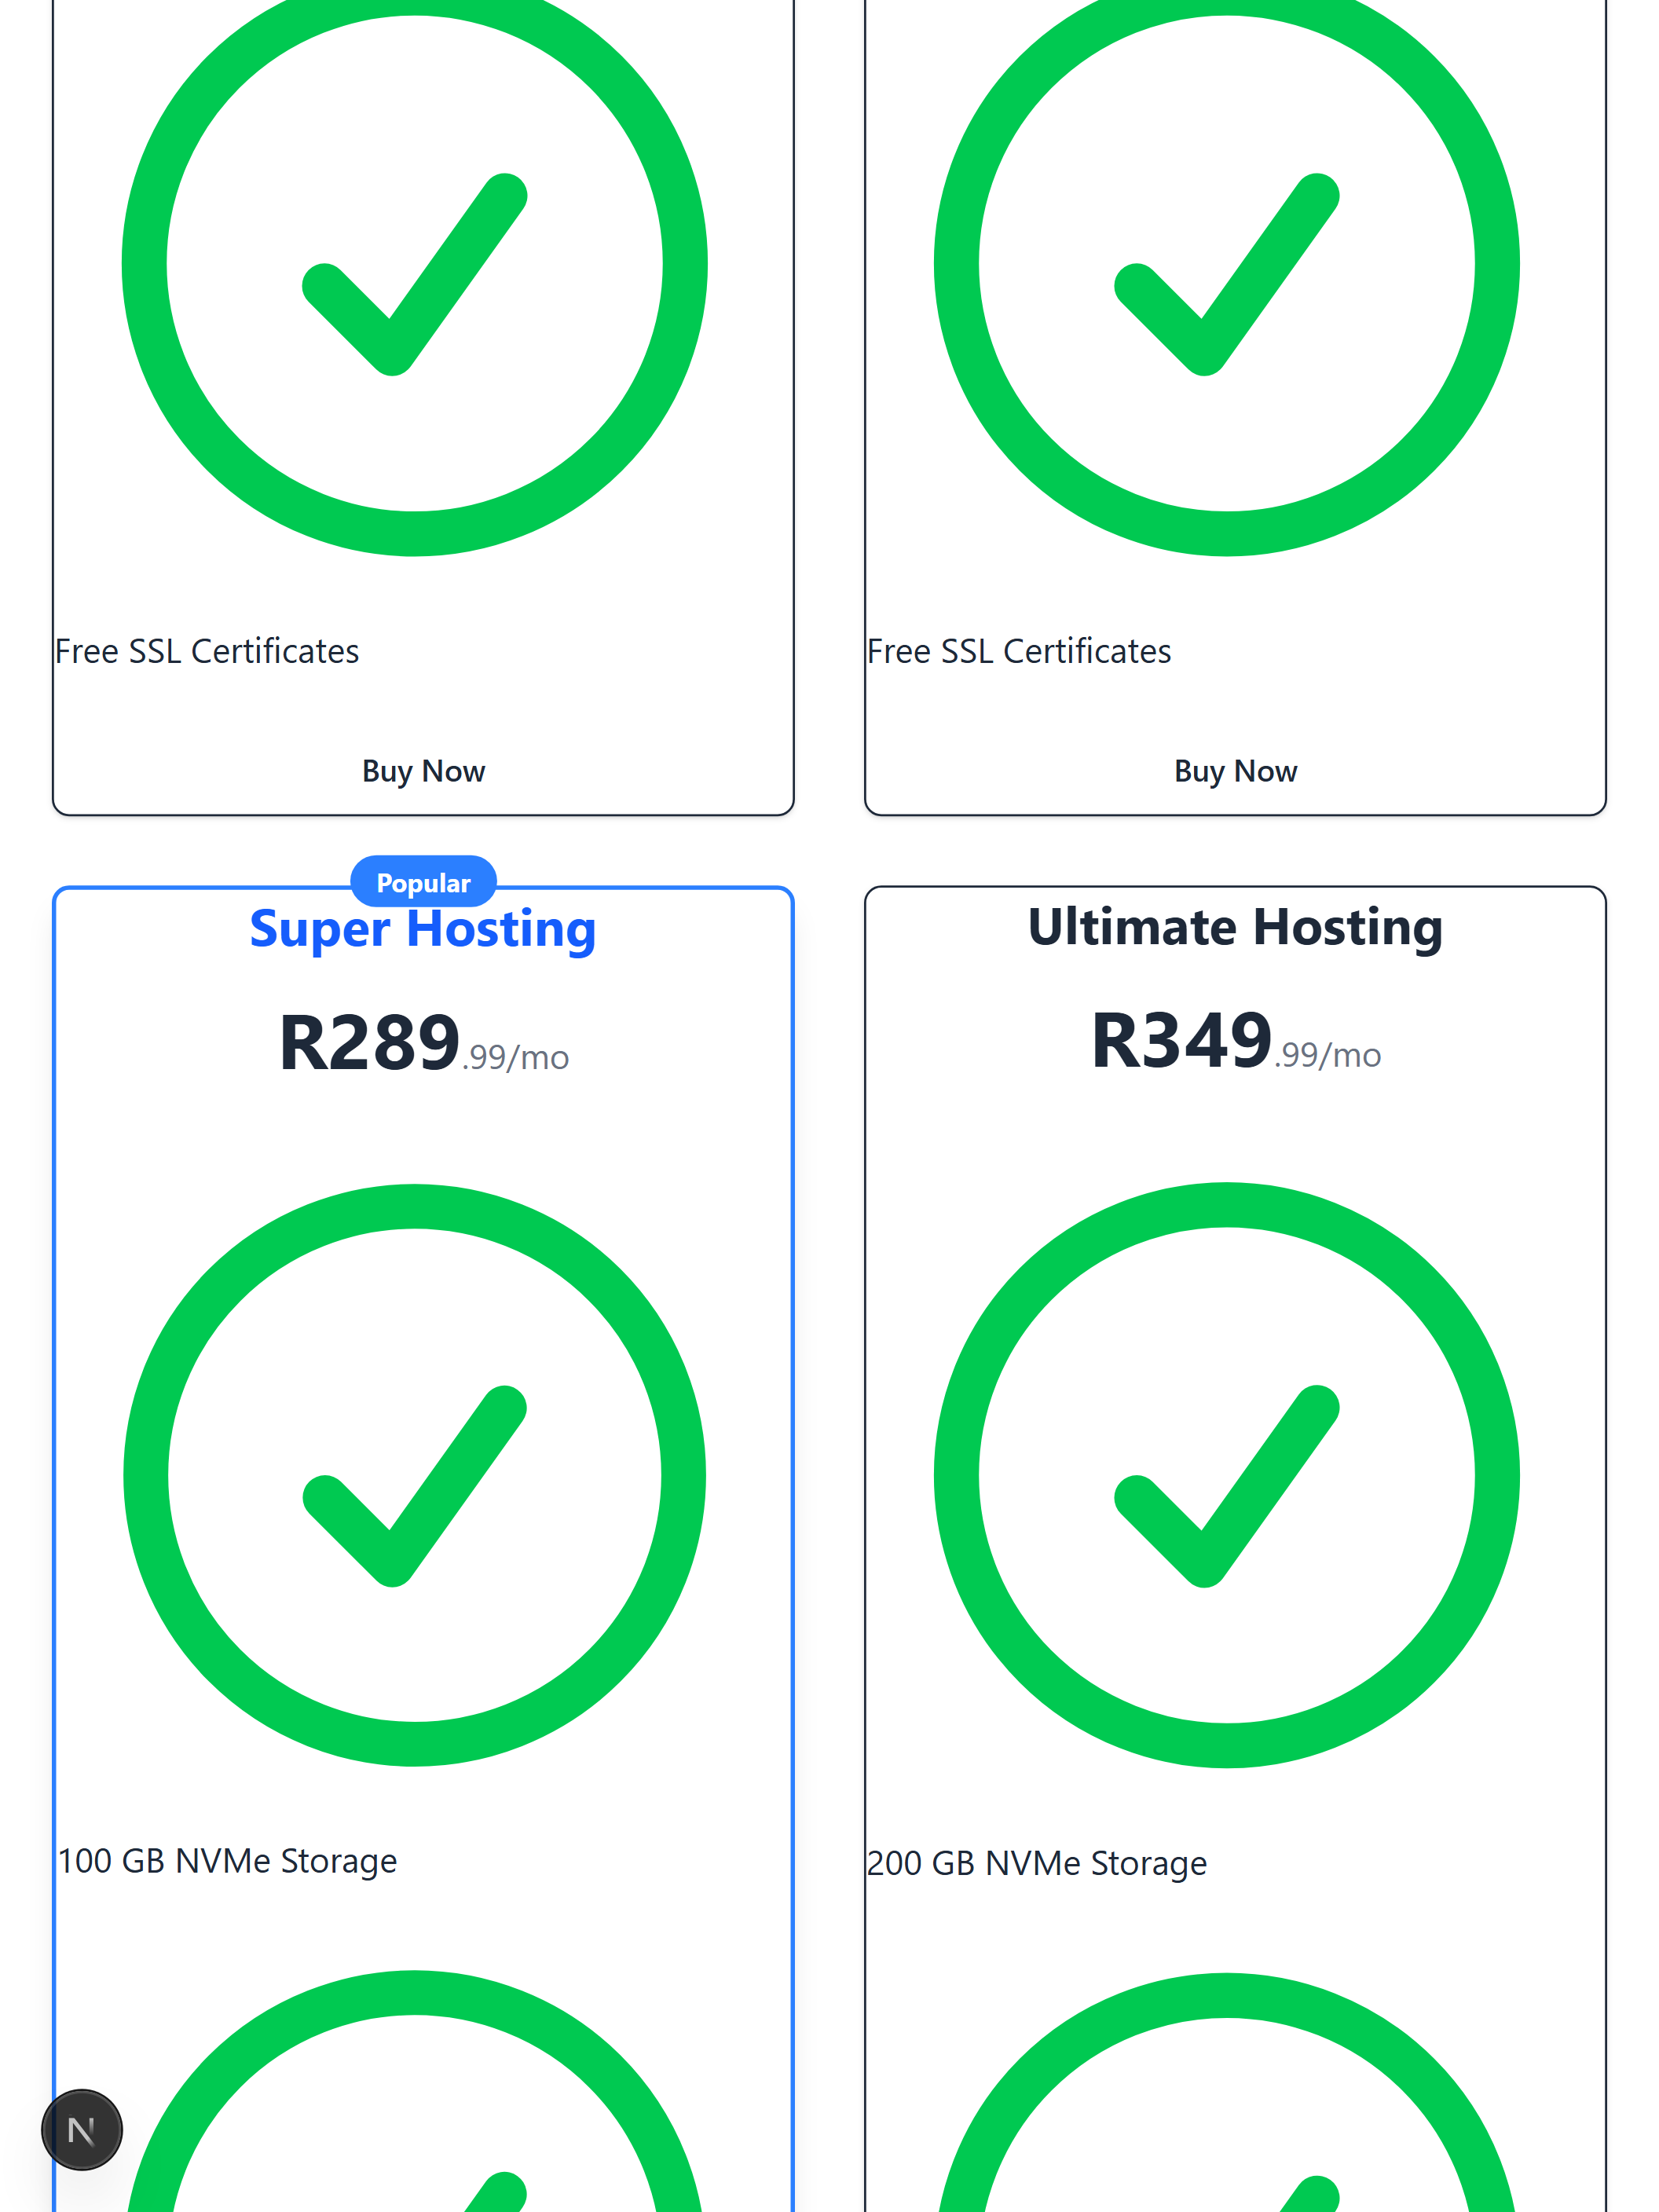 Free SSL Certificates
Free SSL Certificates
Buy Now
Buy Now
Popular
Super Hosting
R289.99/mo
100 GB NVMe Storage
Ultimate Hosting
R349.99/mo
200 GB NVMe Storage
N